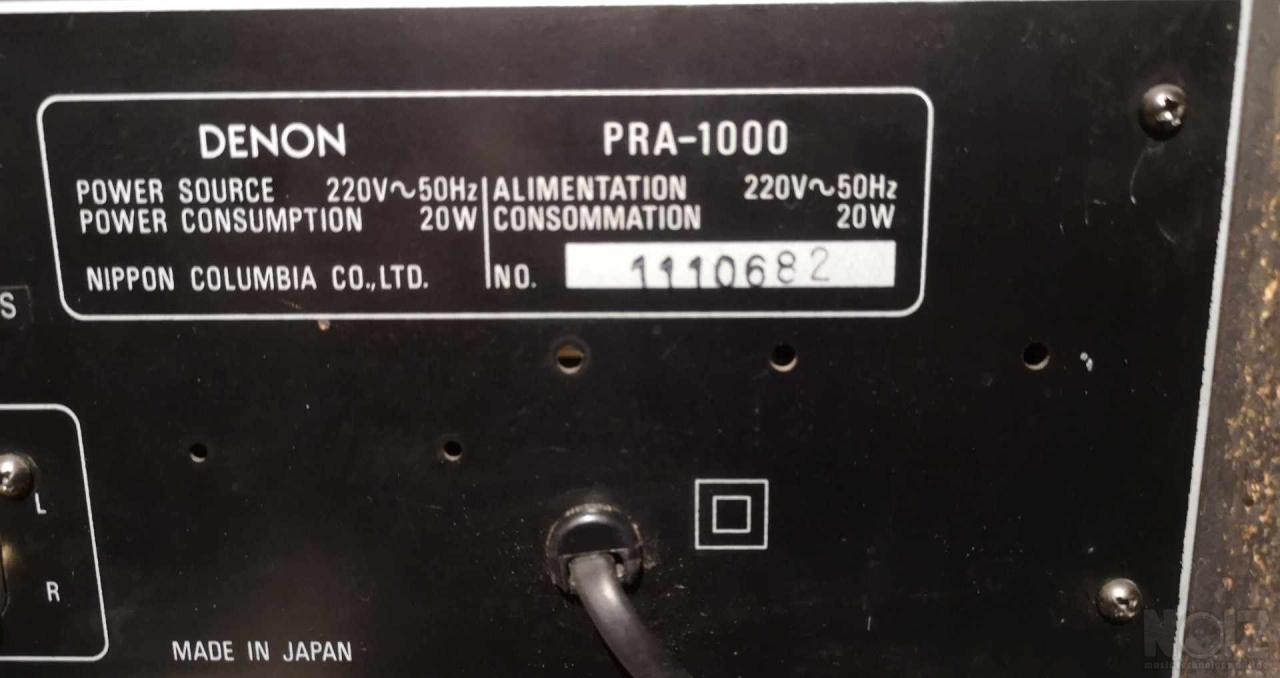 DENON PRA-1000
POWER SOURCE 220V~50Hz ALIMENTATION 220V~50Hz
POWER CONSUMPTION 20W CONSOMMATION 20W
NIPPON COLUMBIA CO.,LTD. NO. 1110682
S
L
R
MADE IN JAPAN